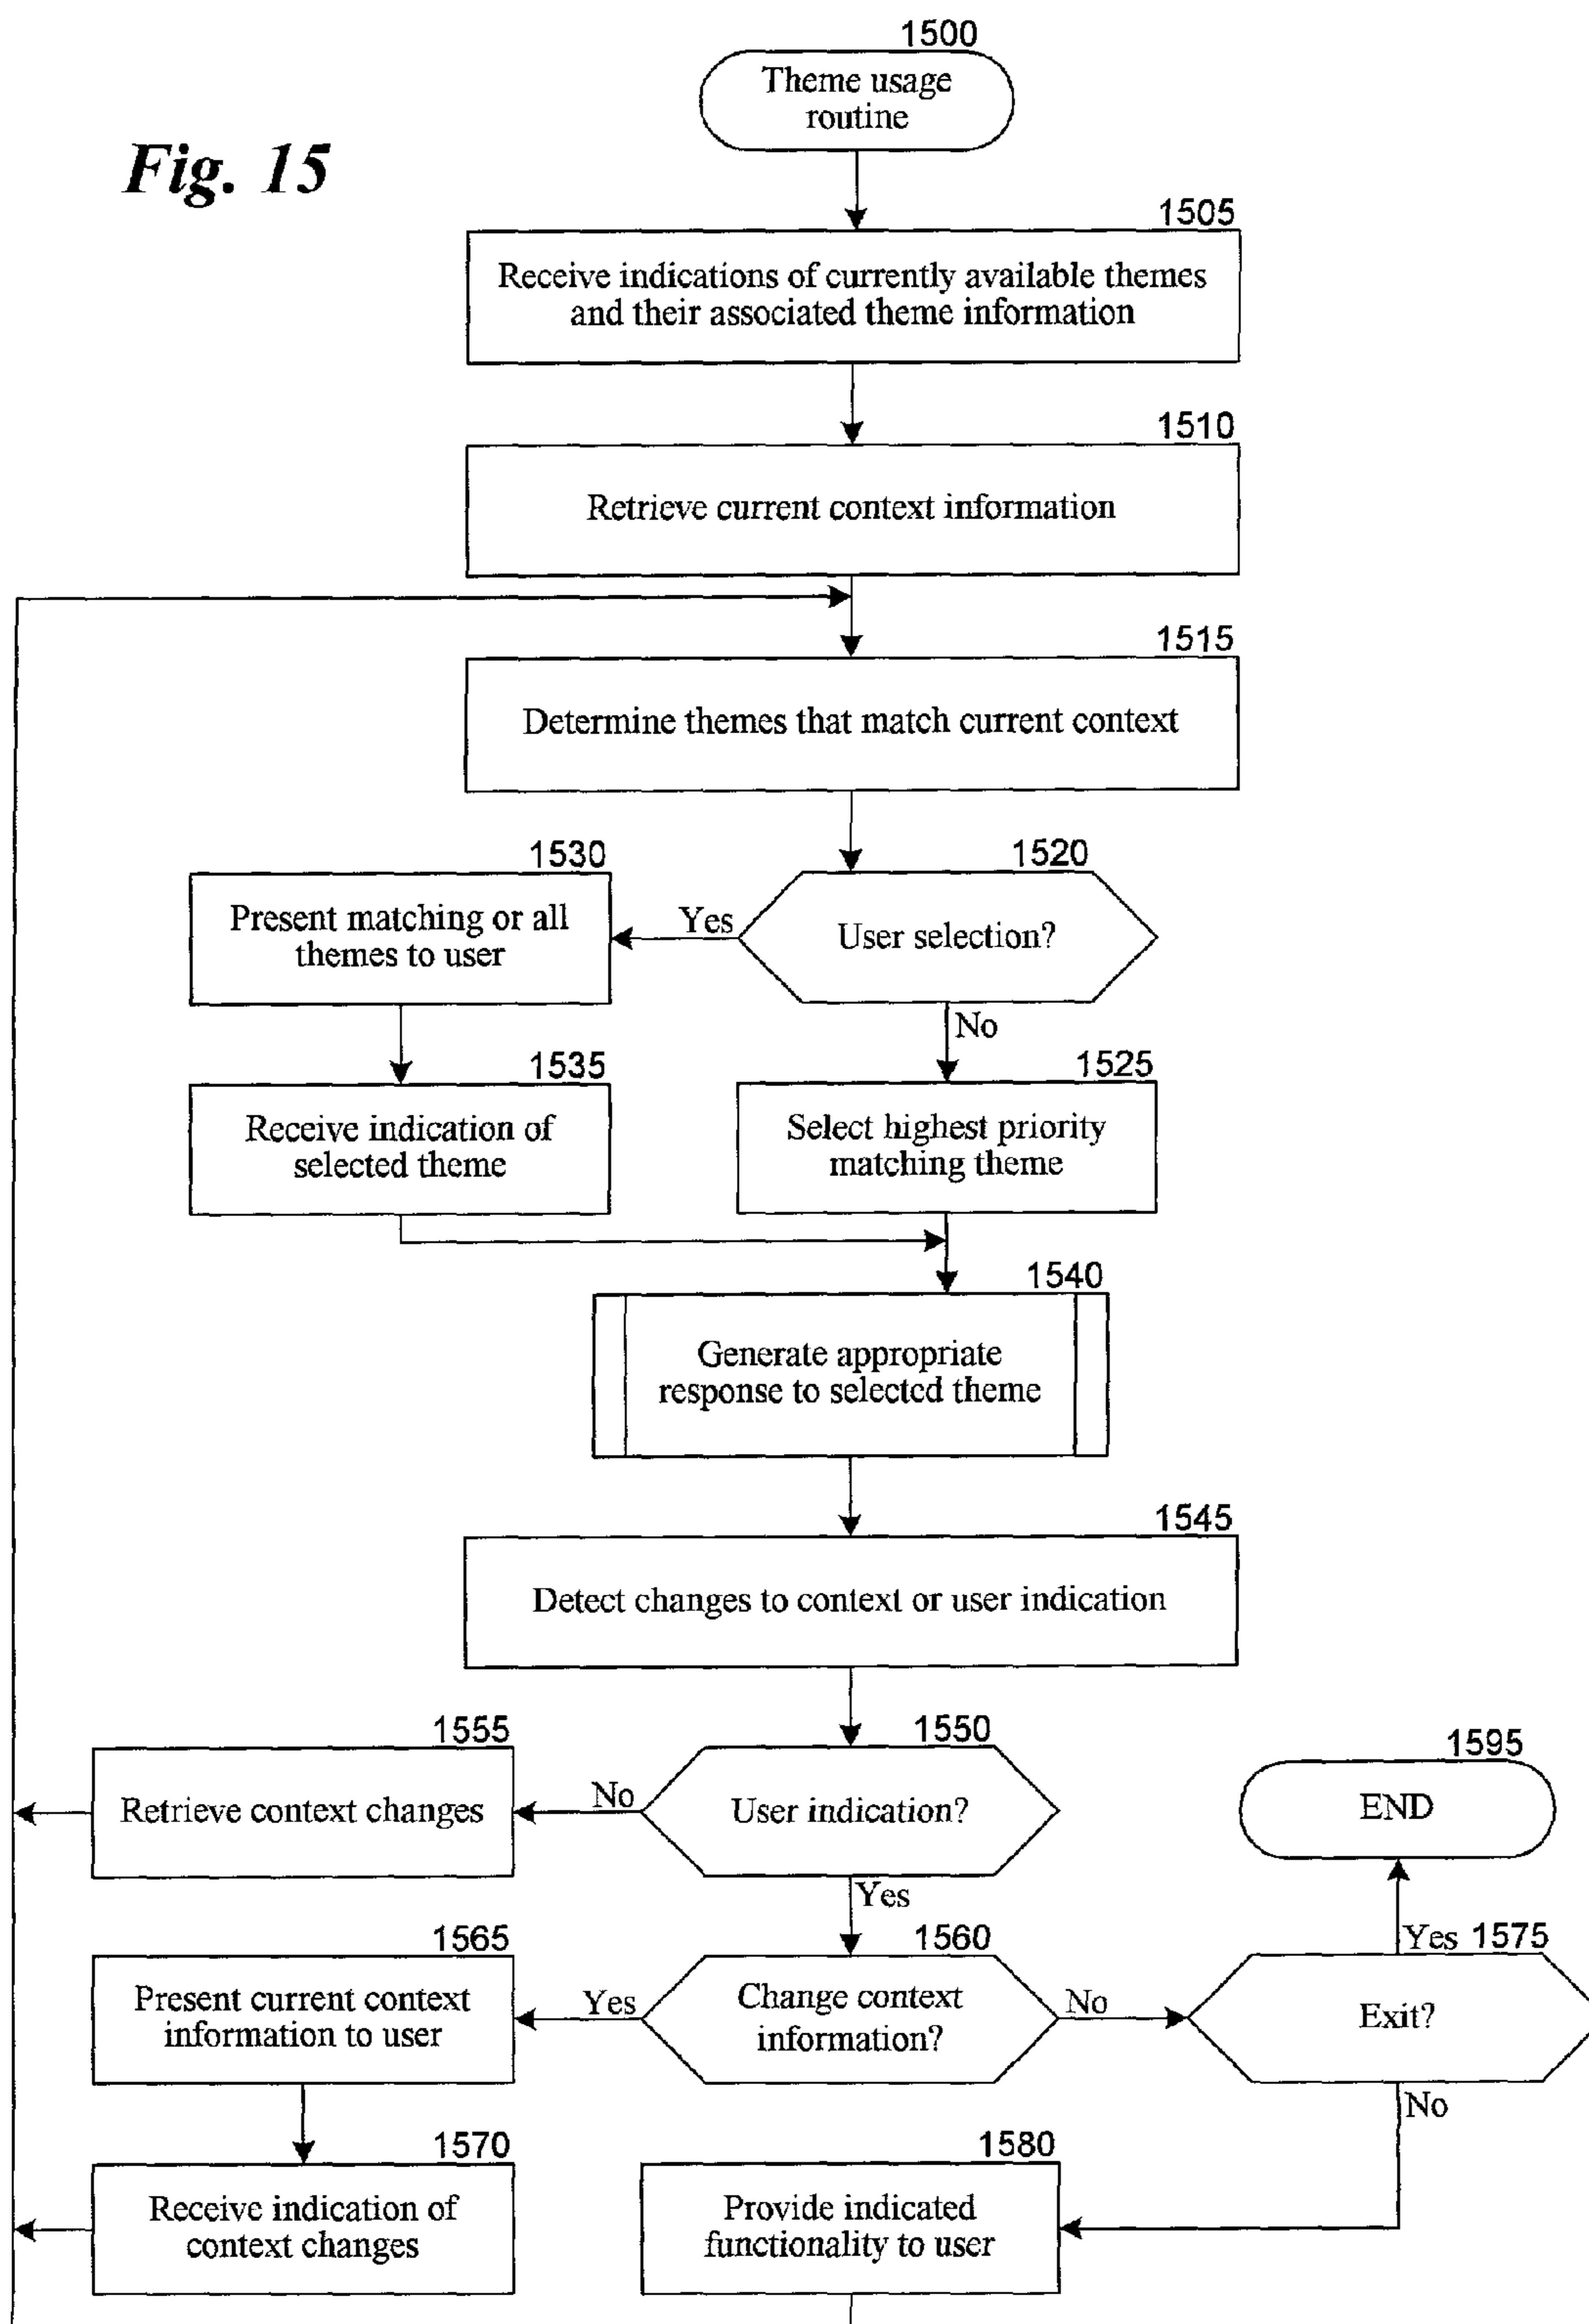 1500
Theme usage
routine
Fig. 15
1505
Receive indications of currently available themes
and their associated theme information
1510
Retrieve current context information
1515
Determine themes that match current context
1530
1520
Present matching or all
themes to user
Yes
User selection?
No
1535
1525
Receive indication of
selected theme
Select highest priority
matching theme
1540
Generate appropriate
response to selected theme
1545
Detect changes to context or user indication
1555
1550
1595
Retrieve context changes
No
User indication?
END
Yes
1565
1560
Yes 1575
Present current context
information to user
Yes
Change context
information?
No
Exit?
No
1570
1580
Receive indication of
context changes
Provide indicated
functionality to user